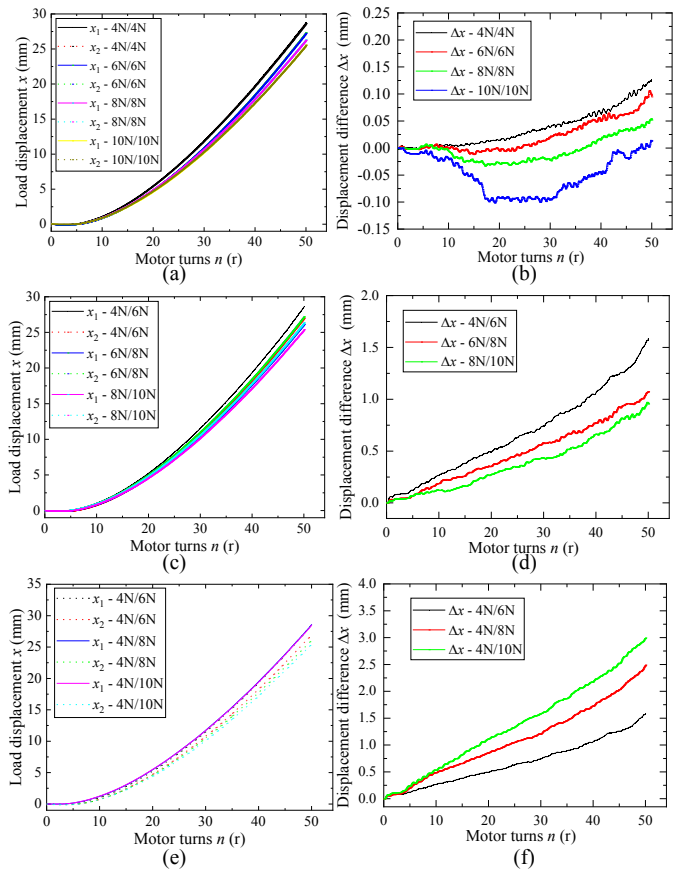 x1 - 4N/4N
x2 - 4N/4N
x1 - 6N/6N
x2 - 6N/6N
x1 - 8N/8N
x2 - 8N/8N
x1 - 10N/10N
x2 - 10N/10N
30
25
20
15
10
5
0
0 10 20 30 40 50
Load displacement x (mm)
Motor turns n (r)
(a)
Δx - 4N/4N
Δx - 6N/6N
Δx - 8N/8N
Δx - 10N/10N
0.20
0.15
0.10
0.05
0.00
-0.05
-0.10
-0.15
0 10 20 30 40 50
Displacement difference Δx (mm)
Motor turns n (r)
(b)
x1 - 4N/6N
x2 - 4N/6N
x1 - 6N/8N
x2 - 6N/8N
x1 - 8N/10N
x2 - 8N/10N
30
25
20
15
10
5
0
0 10 20 30 40 50
Load displacement x (mm)
Motor turns n (r)
(c)
Δx - 4N/6N
Δx - 6N/8N
Δx - 8N/10N
2.0
1.5
1.0
0.5
0.0
0 10 20 30 40 50
Displacement difference Δx (mm)
Motor turns n (r)
(d)
x1 - 4N/6N
x2 - 4N/6N
x1 - 4N/8N
x2 - 4N/8N
x1 - 4N/10N
x2 - 4N/10N
35
30
25
20
15
10
5
0
0 10 20 30 40 50
Load displacement x (mm)
Motor turns n (r)
(e)
Δx - 4N/6N
Δx - 4N/8N
Δx - 4N/10N
4.0
3.5
3.0
2.5
2.0
1.5
1.0
0.5
0.0
0 10 20 30 40 50
Displacement difference Δx (mm)
Motor turns n (r)
(f)